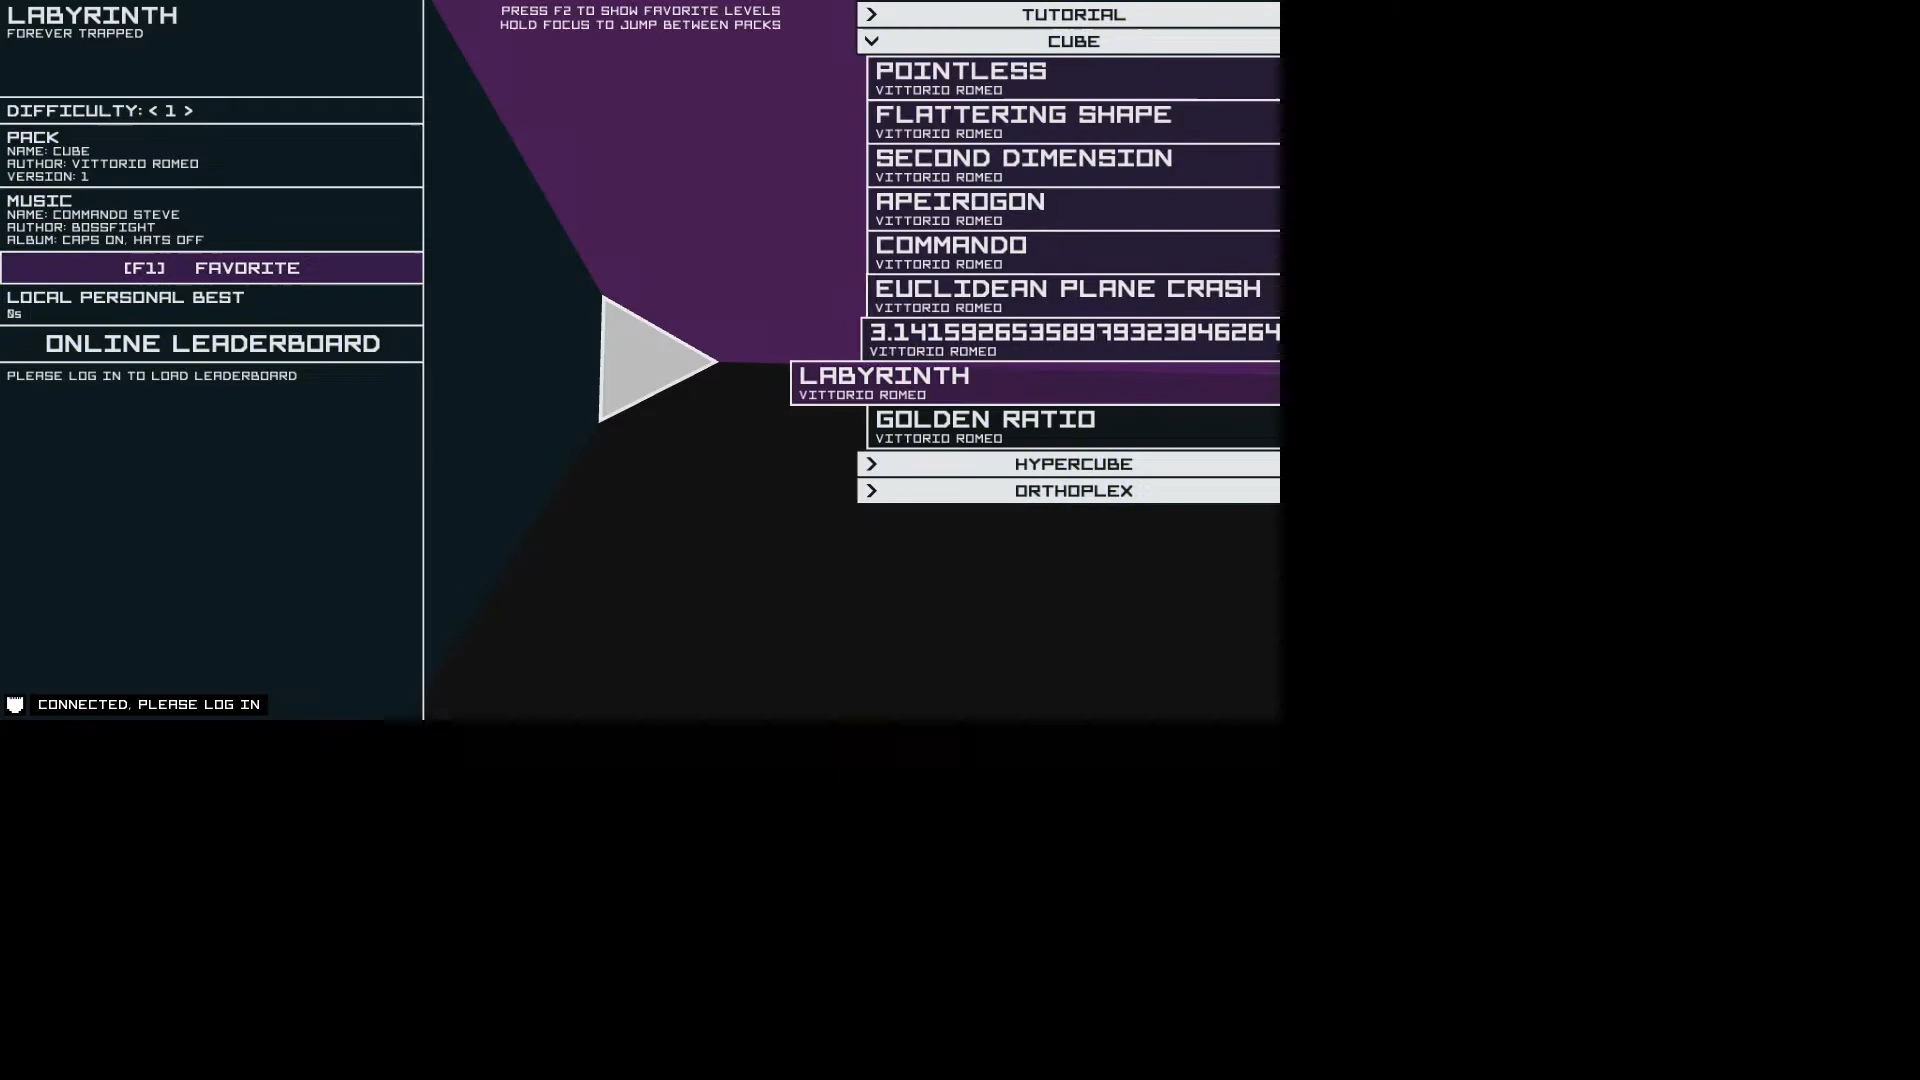 LABYRINTH
FOREVER TRAPPED
DIFFICULTY: < 1 >
PACK
NAME: CUBE
AUTHOR: VITTORIO ROMEO
VERSION: 1
MUSIC
NAME: COMMANDO STEVE
AUTHOR: BOSSFIGHT
ALBUM: CAPS ON, HATS OFF
[F1] FAVORITE
LOCAL PERSONAL BEST
0s
ONLINE LEADERBOARD
PLEASE LOG IN TO LOAD LEADERBOARD
CONNECTED, PLEASE LOG IN
PRESS F2 TO SHOW FAVORITE LEVELS
HOLD FOCUS TO JUMP BETWEEN PACKS
TUTORIAL
CUBE
POINTLESS
VITTORIO ROMEO
FLATTERING SHAPE
VITTORIO ROMEO
SECOND DIMENSION
VITTORIO ROMEO
APEIROGON
VITTORIO ROMEO
COMMANDO
VITTORIO ROMEO
EUCLIDEAN PLANE CRASH
VITTORIO ROMEO
3.14159265358979323846264
VITTORIO ROMEO
LABYRINTH
VITTORIO ROMEO
GOLDEN RATIO
VITTORIO ROMEO
HYPERCUBE
ORTHOPLEX